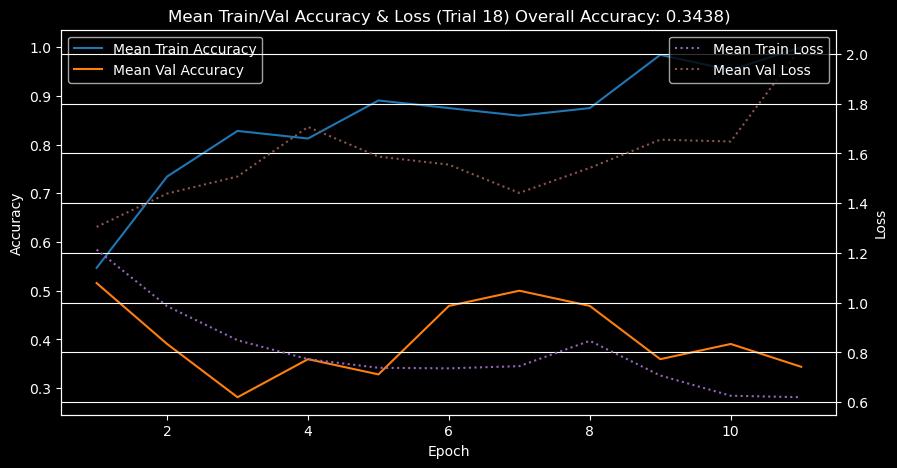 Mean Train/Val Accuracy & Loss (Trial 18) Overall Accuracy: 0.3438)
Mean Train Accuracy
Mean Val Accuracy
Mean Train Loss
Mean Val Loss
Accuracy
1.0
0.9
0.8
0.7
0.6
0.5
0.4
0.3
2.0
1.8
1.6
1.4
1.2
1.0
0.8
0.6
Loss
2
4
6
8
10
Epoch